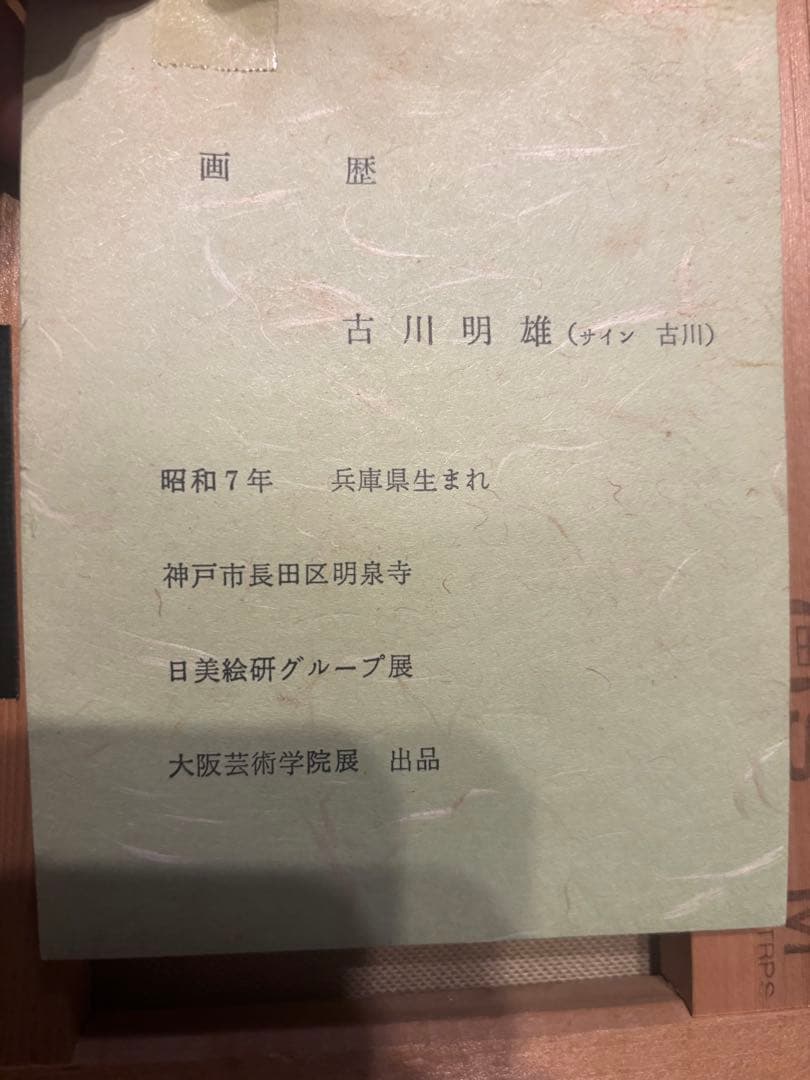 画　歴
古川明雄（サイン　古川）
昭和7年　兵庫県生まれ
神戸市長田区明泉寺
日美絵研グループ展
大阪芸術学院展　出品
TRPS